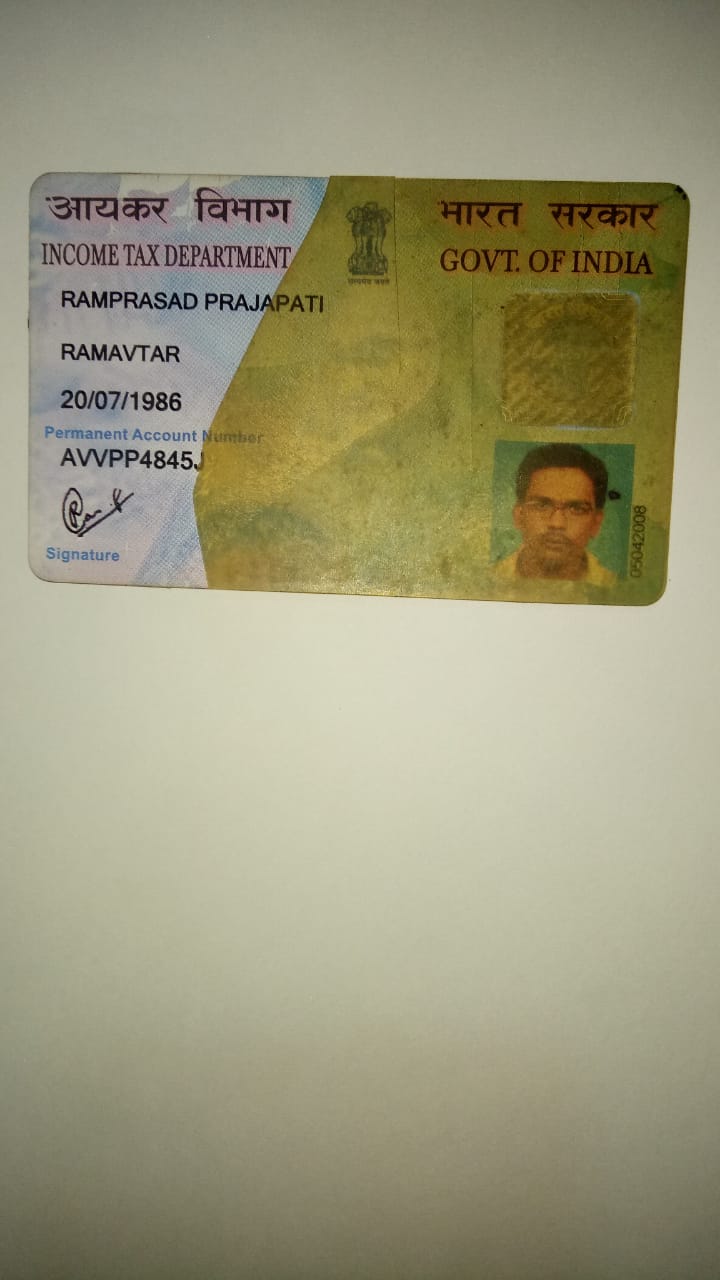 आयकर विभाग
भारत सरकार
INCOME TAX DEPARTMENT
GOVT. OF INDIA
सत्यमेव जयते
RAMPRASAD PRAJAPATI
RAMAVTAR
20/07/1986
Permanent Account Number
AVVPP4845J
Signature
05042008